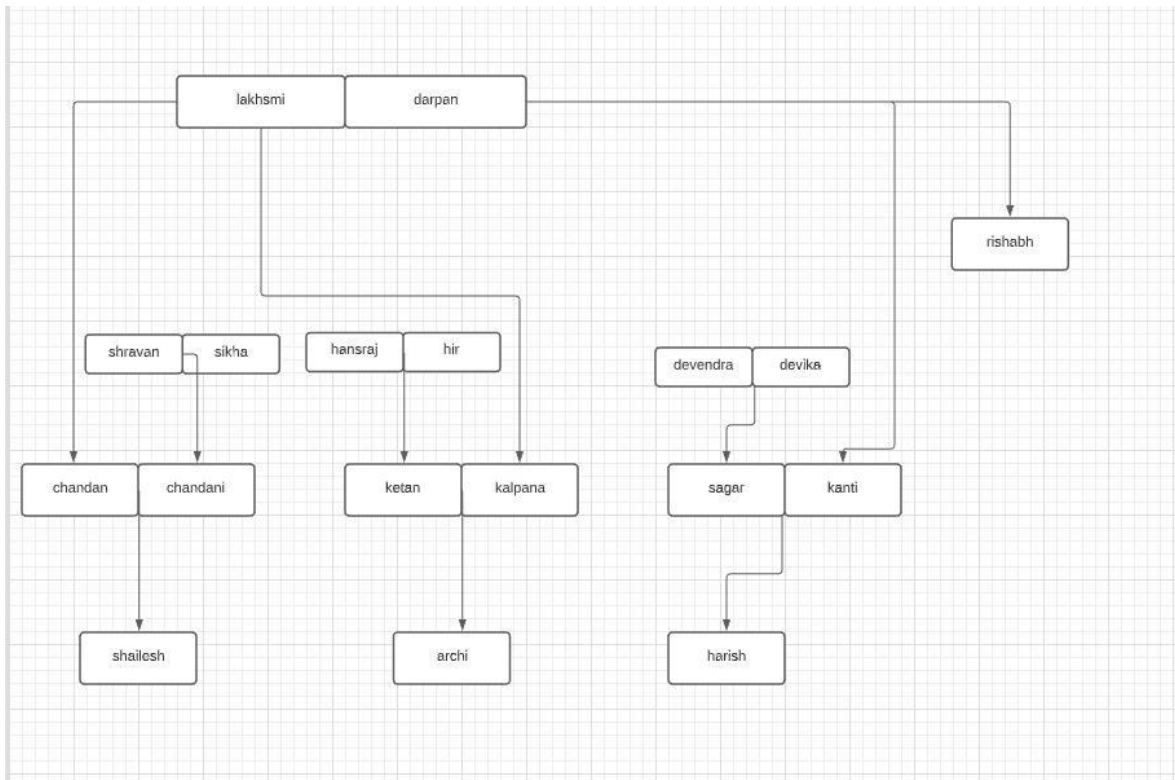 lakhsmi
darpan
rishabh
shravan
sikha
hansraj
hir
devendra
devika
chandan
chandani
ketan
kalpana
sagar
kanti
shailesh
archi
harish